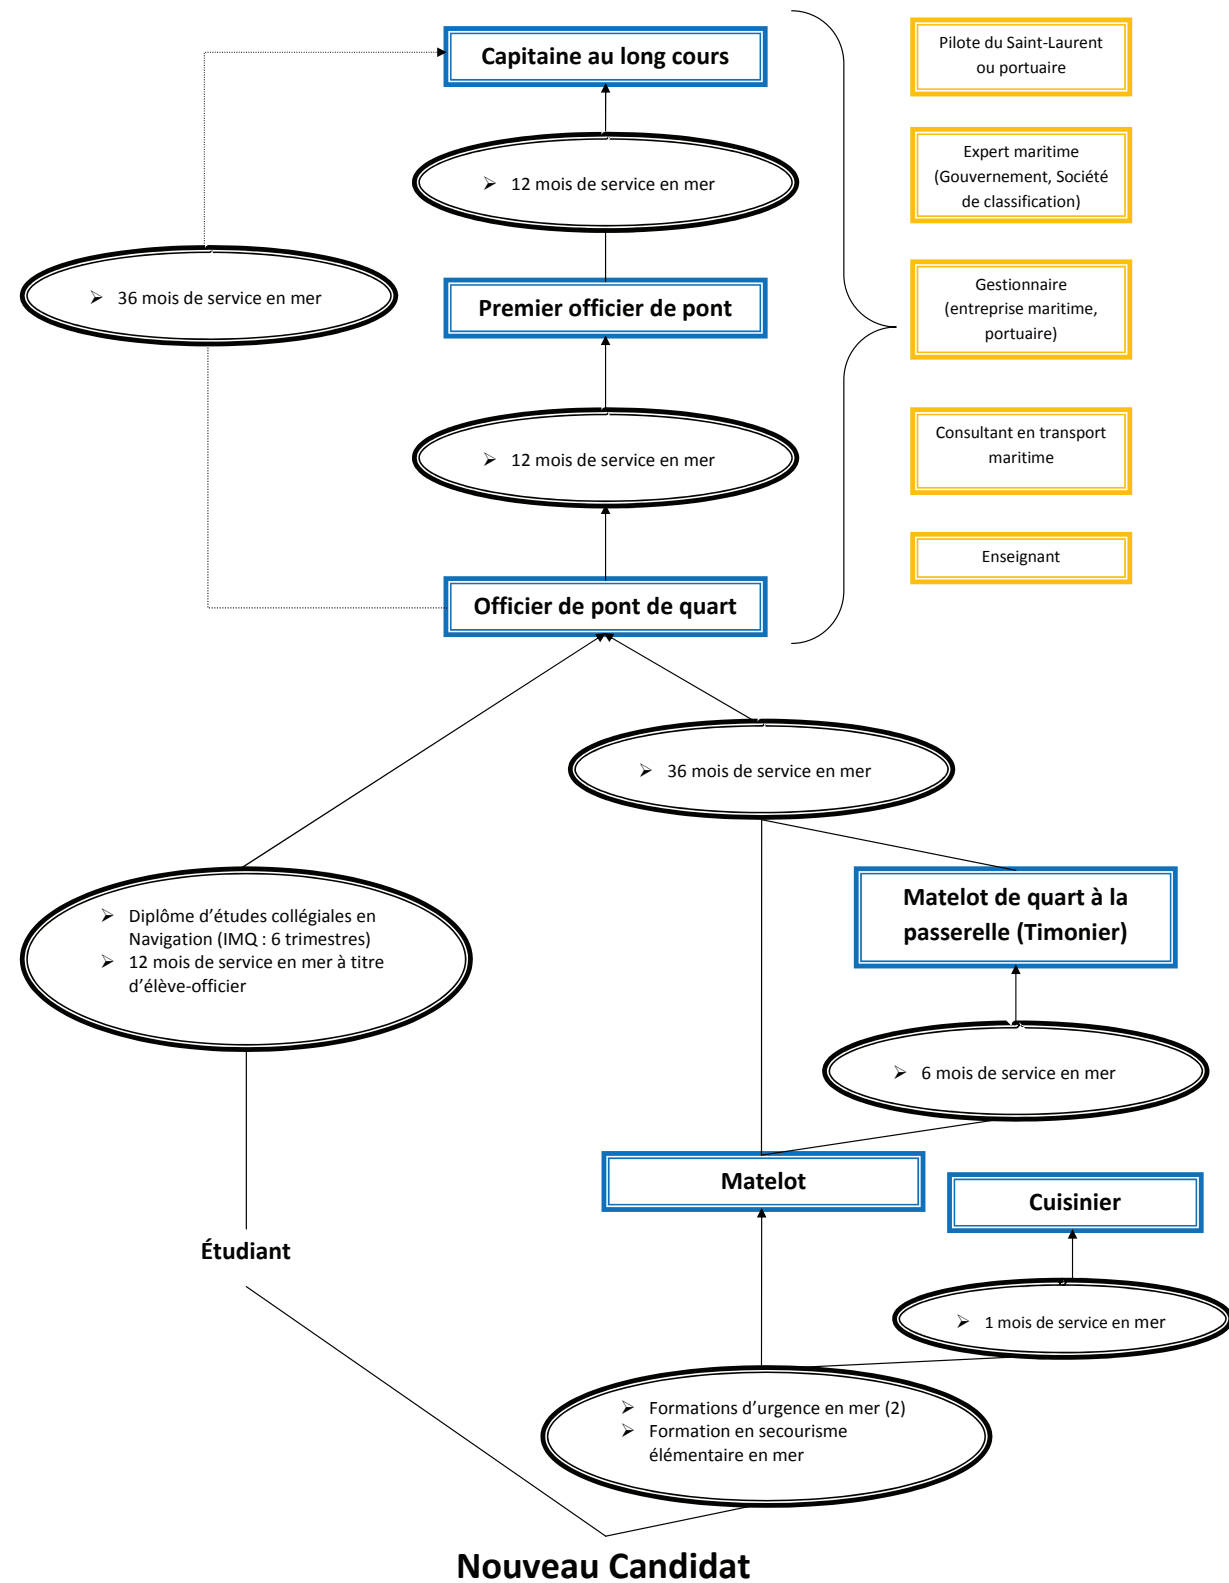 Capitaine au long cours
Pilote du Saint-Laurent
ou portuaire
➢ 12 mois de service en mer
Expert maritime
(Gouvernement, Société
de classification)
➢ 36 mois de service en mer
Premier officier de pont
Gestionnaire
(entreprise maritime,
portuaire)
➢ 12 mois de service en mer
Consultant en transport
maritime
Enseignant
Officier de pont de quart
➢ 36 mois de service en mer
➢ Diplôme d’études collégiales en
Navigation (IMQ : 6 trimestres)
➢ 12 mois de service en mer à titre
d’élève-officier
Matelot de quart à la
passerelle (Timonier)
➢ 6 mois de service en mer
Matelot
Cuisinier
Étudiant
➢ 1 mois de service en mer
➢ Formations d’urgence en mer (2)
➢ Formation en secourisme
élémentaire en mer
Nouveau Candidat